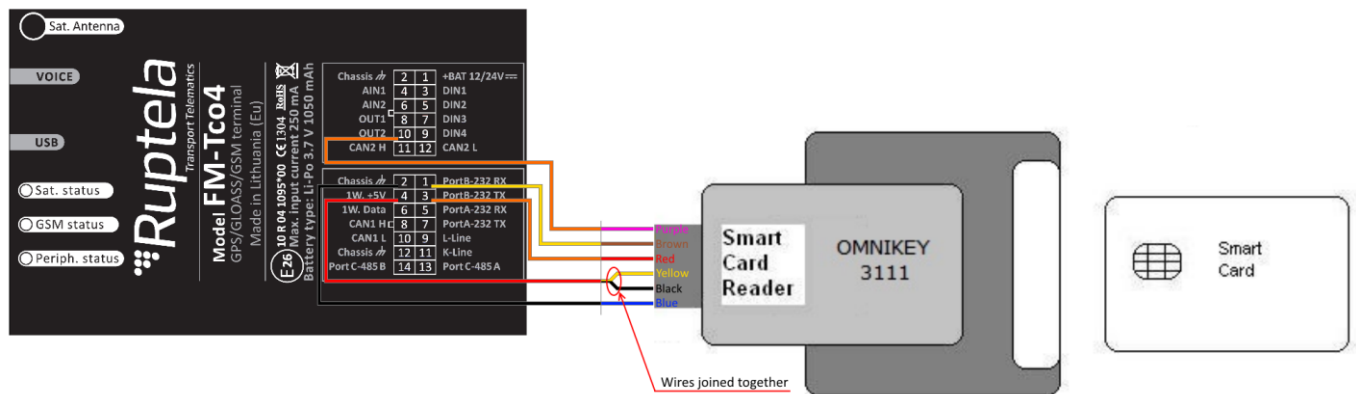 Sat. Antenna
VOICE
USB
Sat. status
GSM status
Periph. status
Ruptela
Transport Telematics
Model FM-Tco4
GPS/GLOASS/GSM terminal
Made in Lithuania (Eu)
E26 10 R 04 1095*00 CE1304 RoHS
Max. input current 250 mA
Battery type: Li-Po 3.7 V 1050 mAh
Chassis 2 1 +BAT 12/24V
AIN1 4 3 DIN1
AIN2 6 5 DIN2
OUT1 8 7 DIN3
OUT2 10 9 DIN4
CAN2 H 11 12 CAN2 L
Chassis 2 1 PortB-232 RX
1W. +5V 4 3 PortB-232 TX
1W. Data 6 5 PortA-232 RX
CAN1 H 8 7 PortA-232 TX
CAN1 L 10 9 L-Line
Chassis 12 11 K-Line
Port C-485 B 14 13 Port C-485 A
Purple
Brown
Red
Yellow
Black
Blue
Smart
Card
Reader
OMNIKEY
3111
Smart
Card
Wires joined together